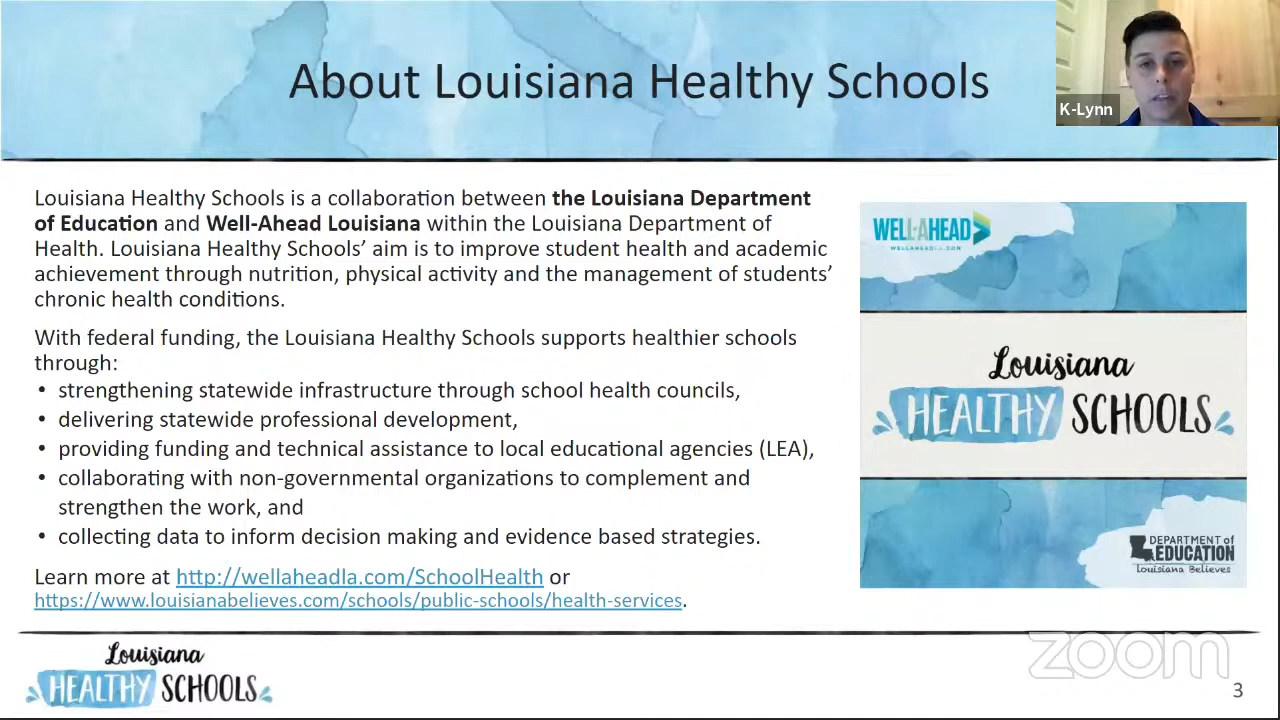 About Louisiana Healthy Schools
K-Lynn
Louisiana Healthy Schools is a collaboration between the Louisiana Department
of Education and Well-Ahead Louisiana within the Louisiana Department of
Health. Louisiana Healthy Schools’ aim is to improve student health and academic
achievement through nutrition, physical activity and the management of students’
chronic health conditions.
With federal funding, the Louisiana Healthy Schools supports healthier schools
through:
• strengthening statewide infrastructure through school health councils,
• delivering statewide professional development,
• providing funding and technical assistance to local educational agencies (LEA),
• collaborating with non-governmental organizations to complement and
strengthen the work, and
• collecting data to inform decision making and evidence based strategies.
Learn more at http://wellaheadla.com/SchoolHealth or
https://www.louisianabelieves.com/schools/public-schools/health-services.
WELL-AHEAD
WELLAHEADLA.COM
Louisiana
HEALTHY SCHOOLS
DEPARTMENT of
EDUCATION
Louisiana Believes
Louisiana
HEALTHY SCHOOLS
zoom
3